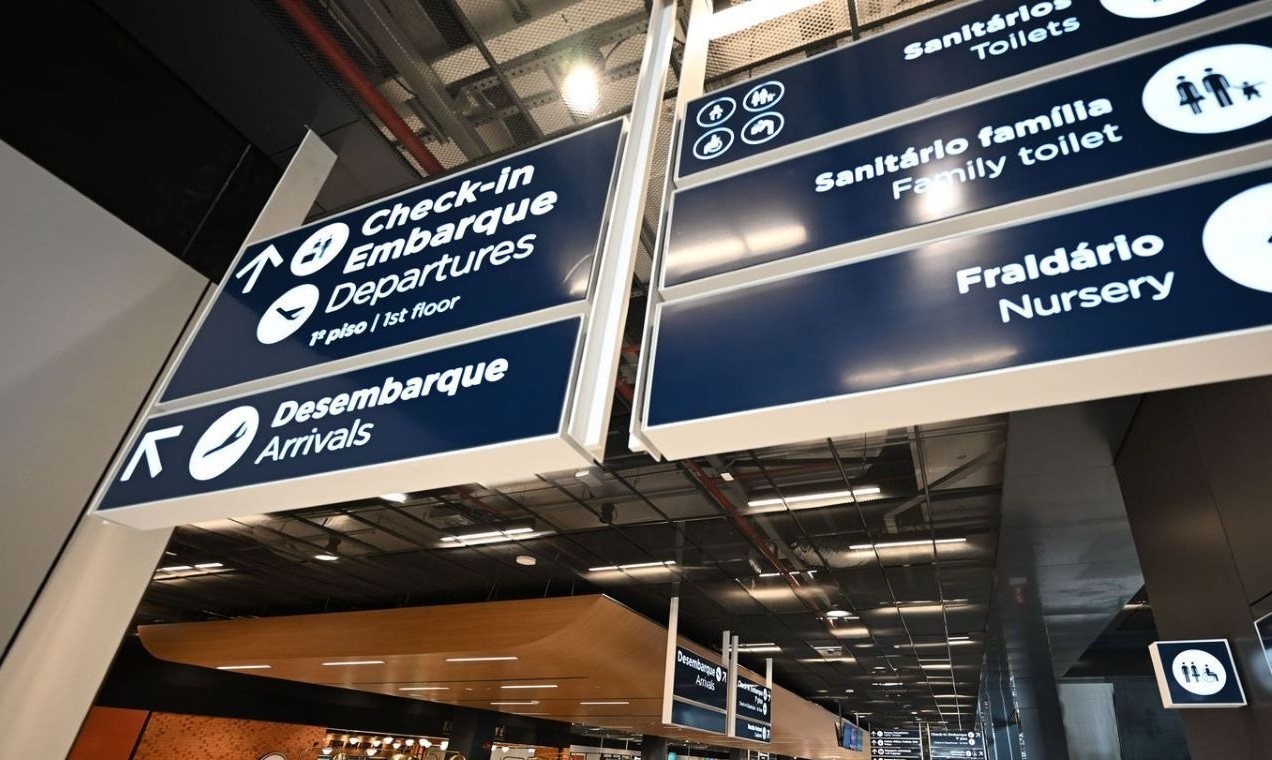 Check-in
Embarque
Departures
1º piso / 1st floor
Desembarque
Arrivals
Sanitários
Toilets
Sanitário família
Family toilet
Fraldário
Nursery
Desembarque
Arrivals